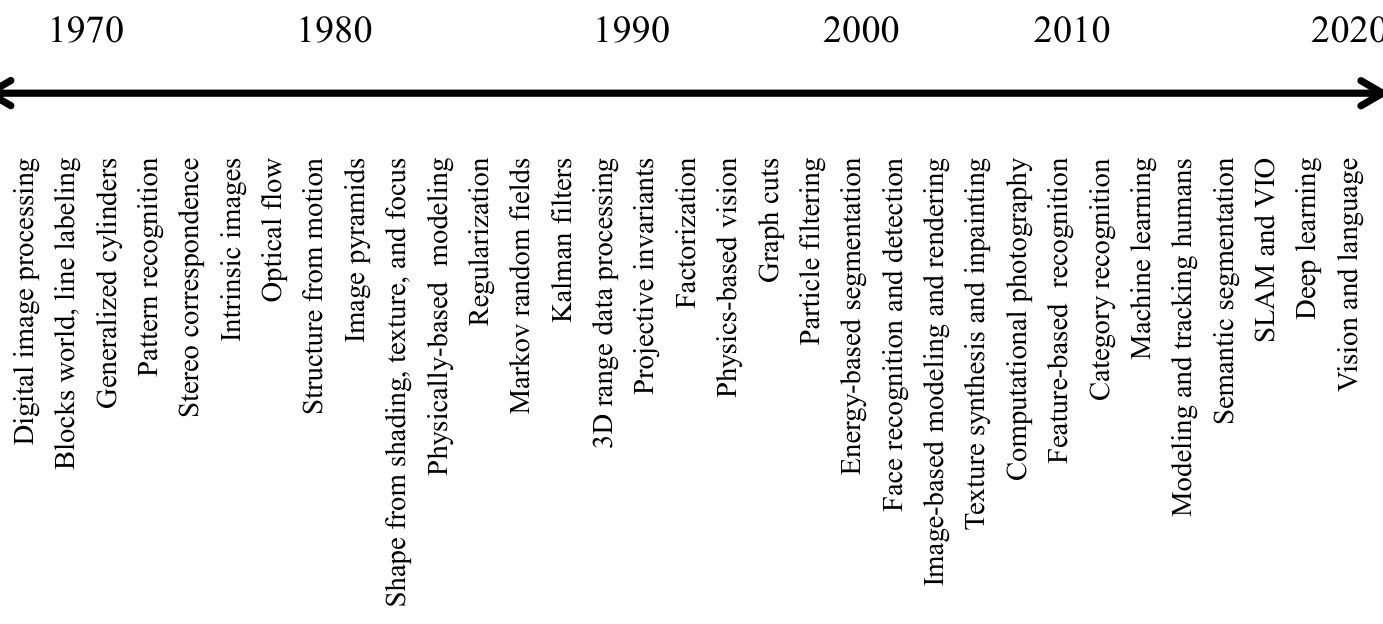 1970 1980 1990 2000 2010 2020
Digital image processing
Blocks world, line labeling
Generalized cylinders
Pattern recognition
Stereo correspondence
Intrinsic images
Optical flow
Structure from motion
Image pyramids
Shape from shading, texture, and focus
Physically-based modeling
Regularization
Markov random fields
Kalman filters
3D range data processing
Projective invariants
Factorization
Physics-based vision
Graph cuts
Particle filtering
Energy-based segmentation
Face recognition and detection
Image-based modeling and rendering
Texture synthesis and inpainting
Computational photography
Feature-based recognition
Category recognition
Machine learning
Modeling and tracking humans
Semantic segmentation
SLAM and VIO
Deep learning
Vision and language